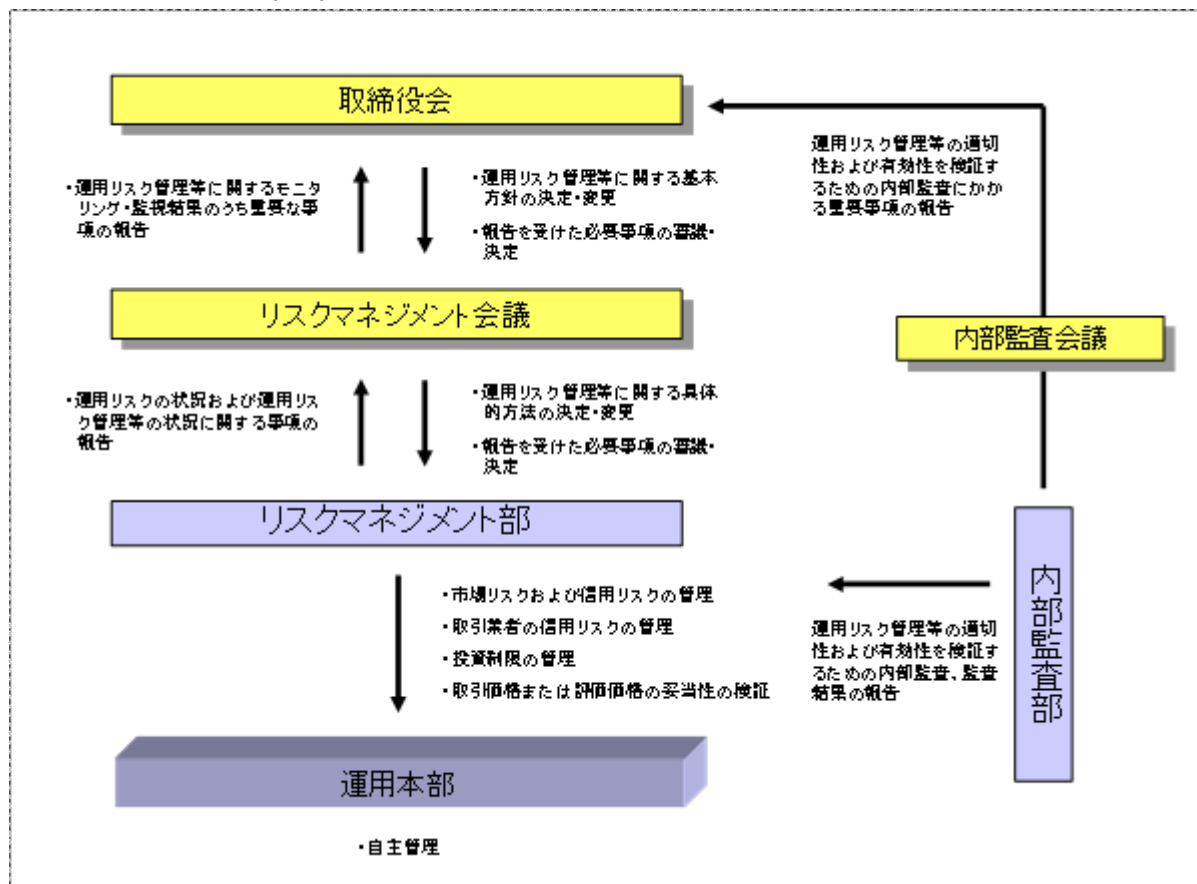 取締役会
・運用リスク管理等に関するモニタ
リング・監視結果のうち重要な事
項の報告
・運用リスク管理等に関する基本
方針の決定・変更
・報告を受けた必要事項の審議・
決定
運用リスク管理等の適切
性および有効性を検証す
るための内部監査にかか
る重要事項の報告
リスクマネジメント会議
内部監査会議
・運用リスクの状況および運用リス
ク管理等の状況に関する事項の
報告
・運用リスク管理等に関する具体
的方法の決定・変更
・報告を受けた必要事項の審議・
決定
リスクマネジメント部
・市場リスクおよび信用リスクの管理
・取引業者の信用リスクの管理
・投資制限の管理
・取引価格または評価価格の妥当性の検証
運用リスク管理等の適切
性および有効性を検証す
るための内部監査、監査
結果の報告
内部監査部
運用本部
・自主管理